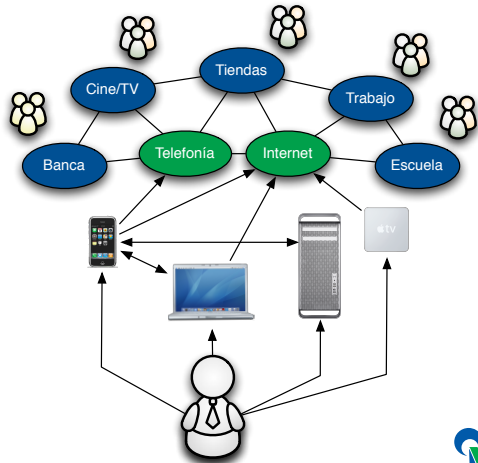 Tiendas
Cine/TV
Trabajo
Banca
Telefonía
Internet
Escuela
tv